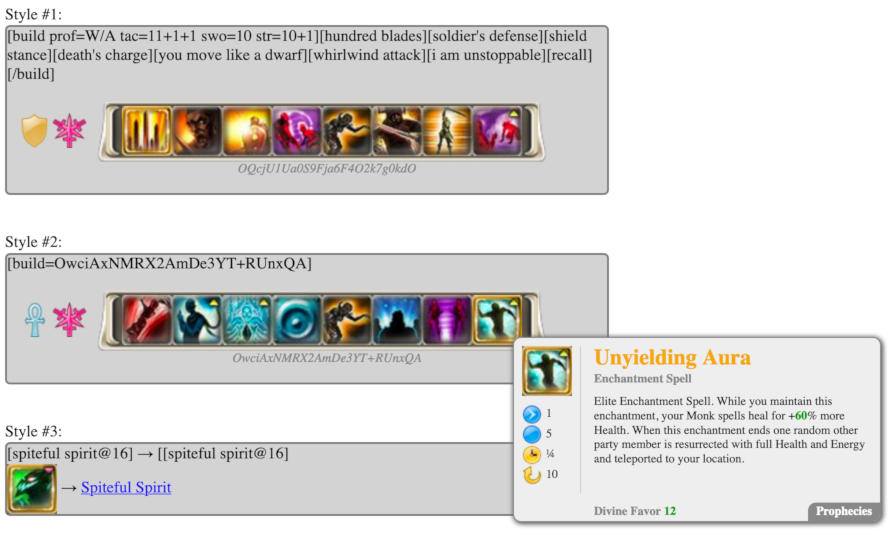 Style #1:
[build prof=W/A tac=11+1+1 swo=10 str=10+1][hundred blades][soldier's defense][shield
stance][death's charge][you move like a dwarf][whirlwind attack][i am unstoppable][recall]
[/build]
OQcjU1Ua0S9Fja6F4O2k7g0kdO
Style #2:
[build=OwciAxNMRX2AmDe3YT+RUnxQA]
OwciAxNMRX2AmDe3YT+RUnxQA
Unyielding Aura
Enchantment Spell
Elite Enchantment Spell. While you maintain this
enchantment, your Monk spells heal for +60% more
Health. When this enchantment ends one random other
party member is resurrected with full Health and Energy
and teleported to your location.
1
5
¼
10
Divine Favor 12
Prophecies
Style #3:
[spiteful spirit@16] → [[spiteful spirit@16]
→ Spiteful Spirit